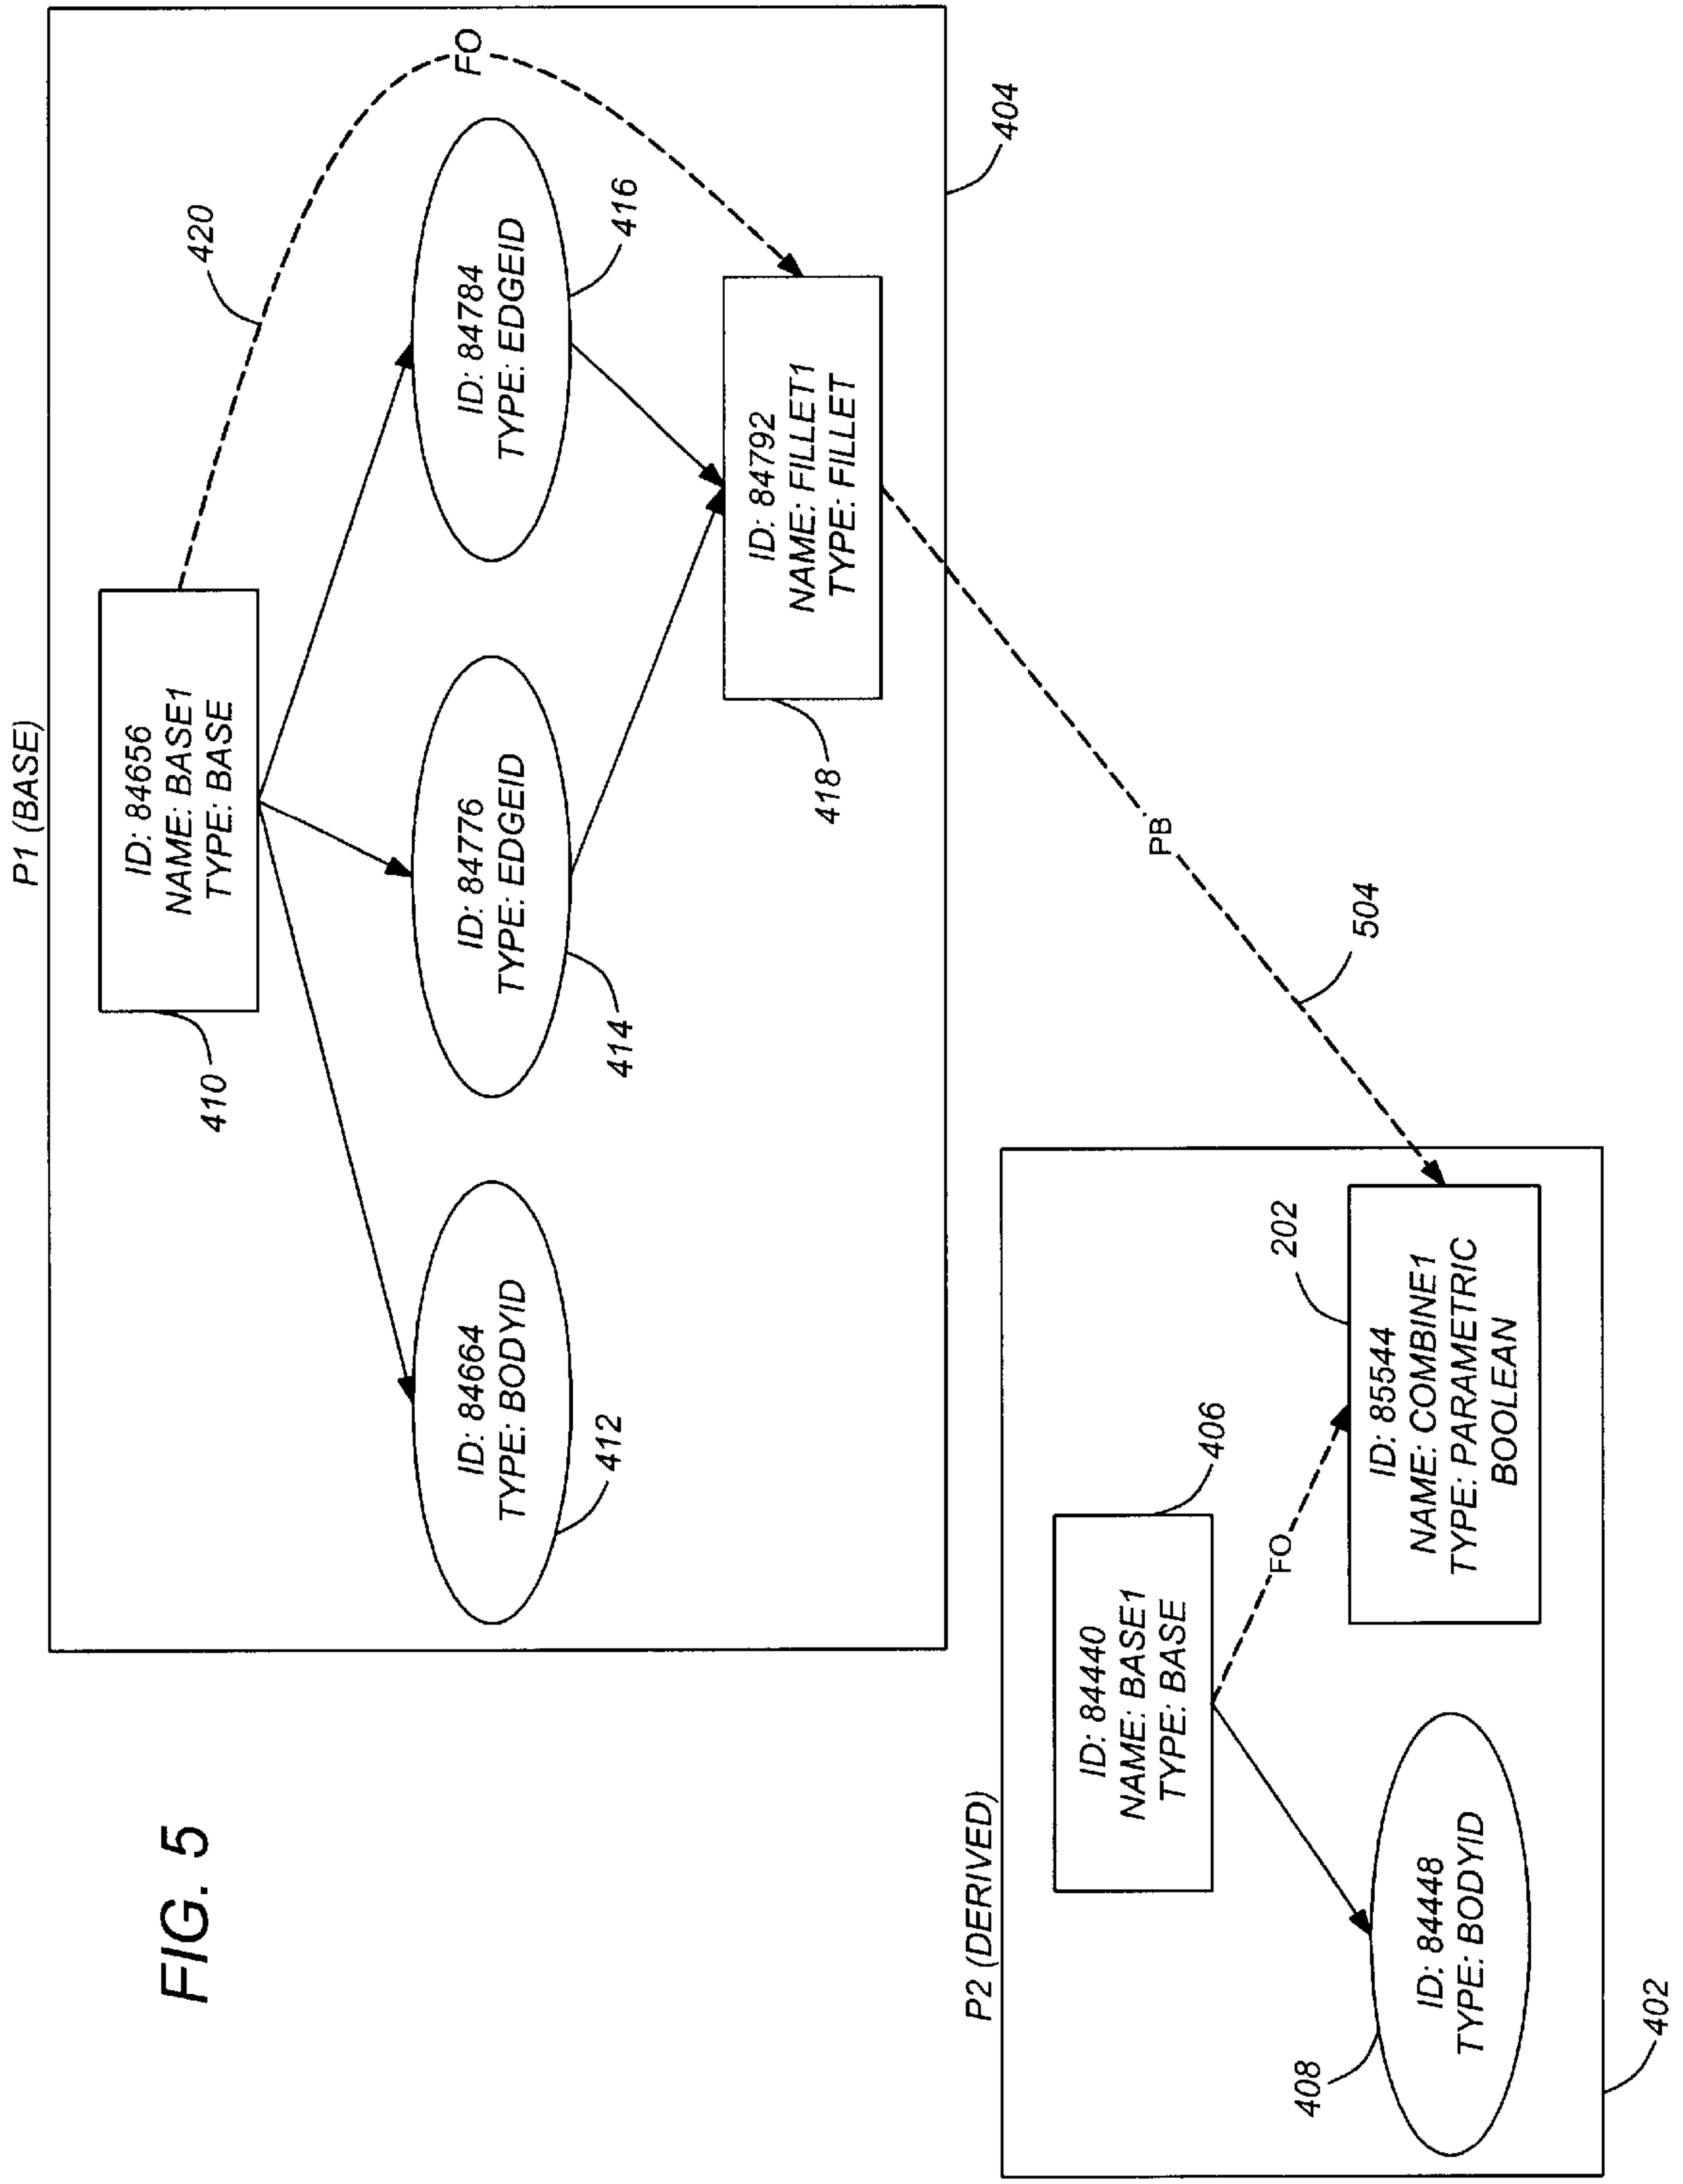 FIG. 5
P1 (BASE)
ID: 84656
NAME: BASE1
TYPE: BASE
410
420
FO
ID: 84664
TYPE: BODYID
412
ID: 84776
TYPE: EDGEID
414
ID: 84784
TYPE: EDGEID
416
ID: 84792
NAME: FILLET1
TYPE: FILLET
418
404
PB
504
P2 (DERIVED)
ID: 84440
NAME: BASE1
TYPE: BASE
406
FO
ID: 84448
TYPE: BODYID
408
ID: 85544
NAME: COMBINE1
TYPE: PARAMETRIC
BOOLEAN
202
402